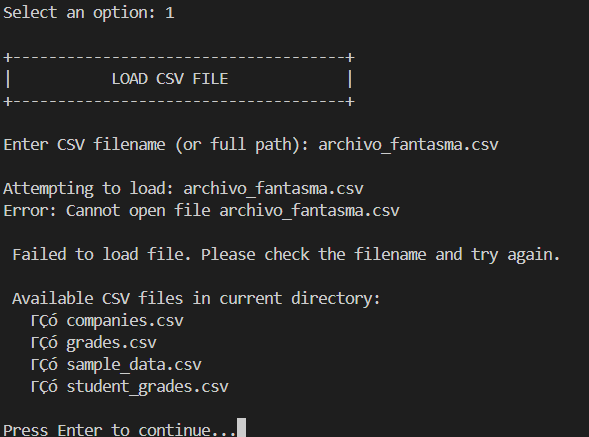 Select an option: 1
+-------------------------------------+
|           LOAD CSV FILE             |
+-------------------------------------+
Enter CSV filename (or full path): archivo_fantasma.csv
Attempting to load: archivo_fantasma.csv
Error: Cannot open file archivo_fantasma.csv
Failed to load file. Please check the filename and try again.
Available CSV files in current directory:
ΓÇó companies.csv
ΓÇó grades.csv
ΓÇó sample_data.csv
ΓÇó student_grades.csv
Press Enter to continue...